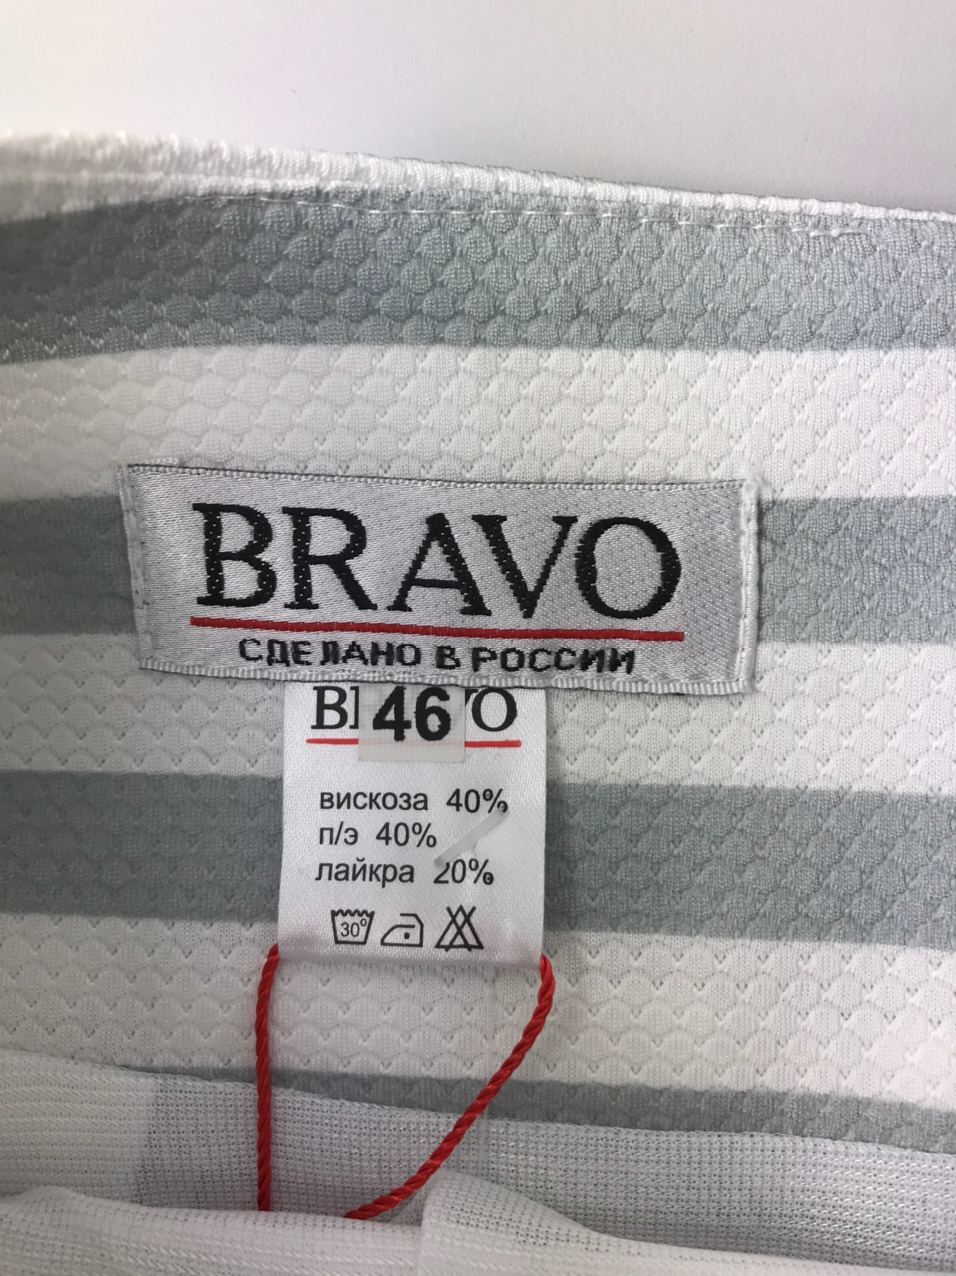 BRAVO
СДЕЛАНО В РОССИИ
46
вискоза 40%
п/э 40%
лайкра 20%
30°